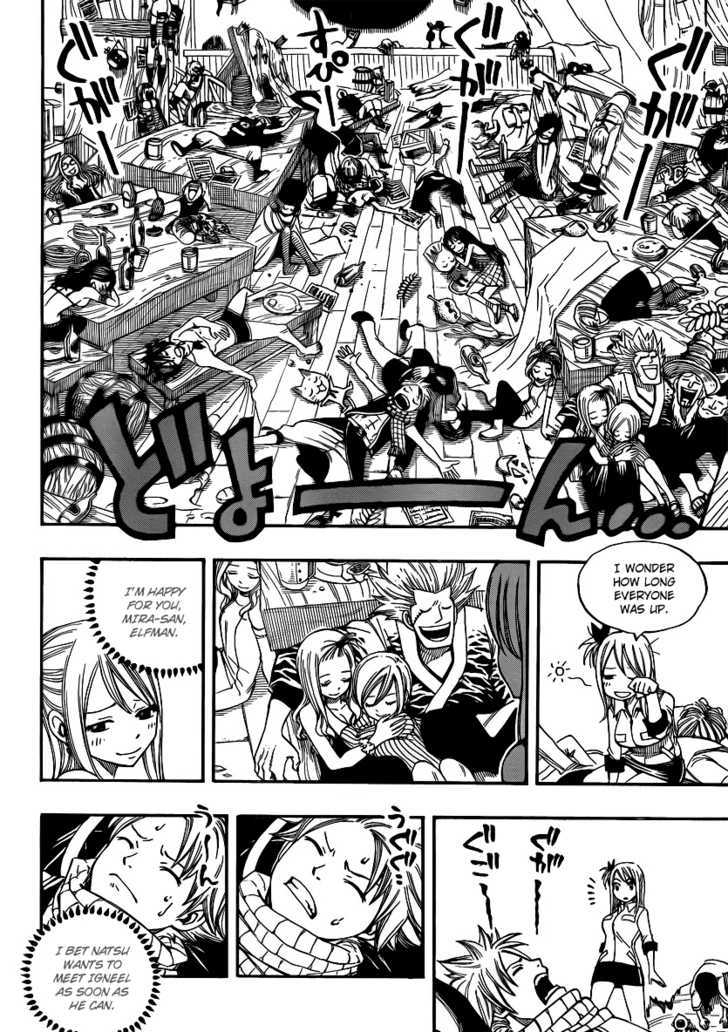 ぐがー
ぐがー
すぴー
ぐがー
どよーん...
I WONDER
HOW LONG
EVERYONE
WAS UP.
I'M HAPPY
FOR YOU,
MIRA-SAN,
ELFMAN.
ぐがー
ぐごー
I BET NATSU
WANTS TO
MEET IGNEEL
AS SOON AS
HE CAN.